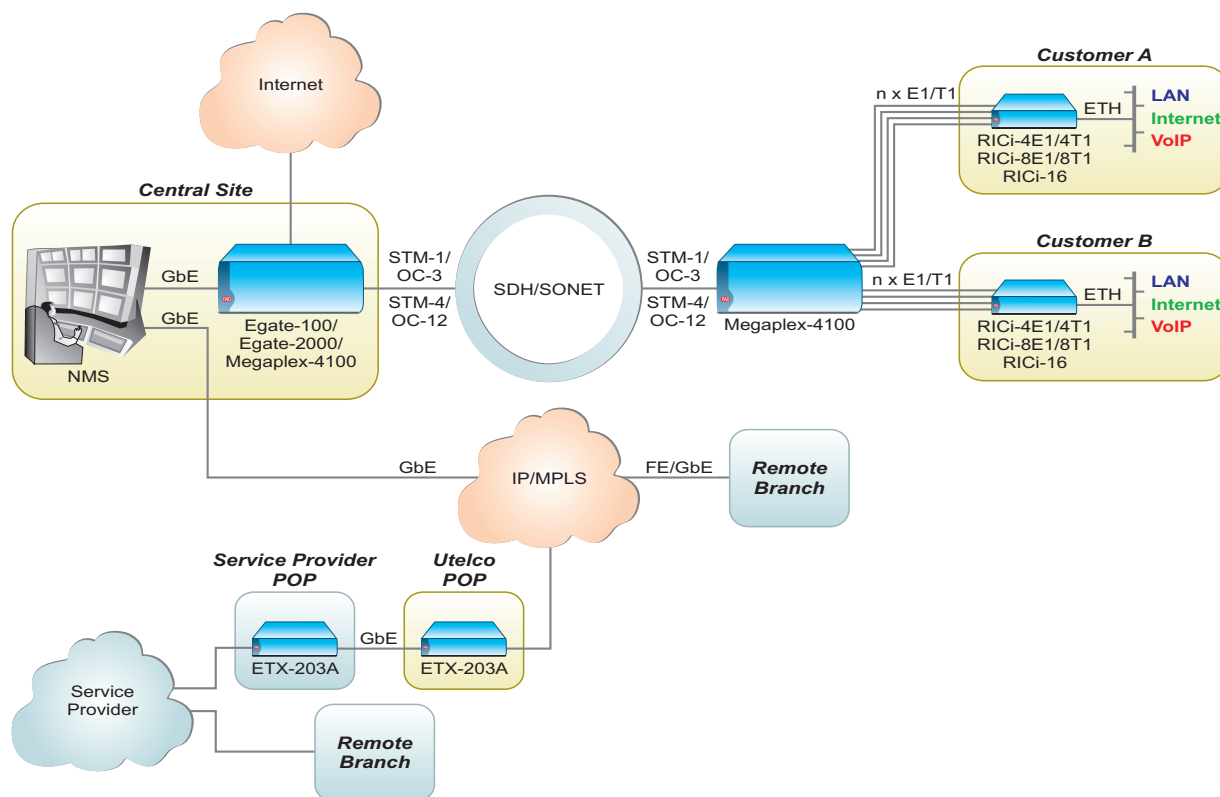 Internet
Central Site
GbE
GbE
NMS
Egate-100/
Egate-2000/
Megaplex-4100
STM-1/
OC-3
STM-4/
OC-12
SDH/SONET
STM-1/
OC-3
STM-4/
OC-12
Megaplex-4100
n x E1/T1
n x E1/T1
Customer A
ETH
LAN
Internet
VoIP
RICi-4E1/4T1
RICi-8E1/8T1
RICi-16
Customer B
ETH
LAN
Internet
VoIP
RICi-4E1/4T1
RICi-8E1/8T1
RICi-16
GbE
IP/MPLS
FE/GbE
Remote
Branch
Service Provider
POP
ETX-203A
GbE
Utelco
POP
ETX-203A
Service
Provider
Remote
Branch